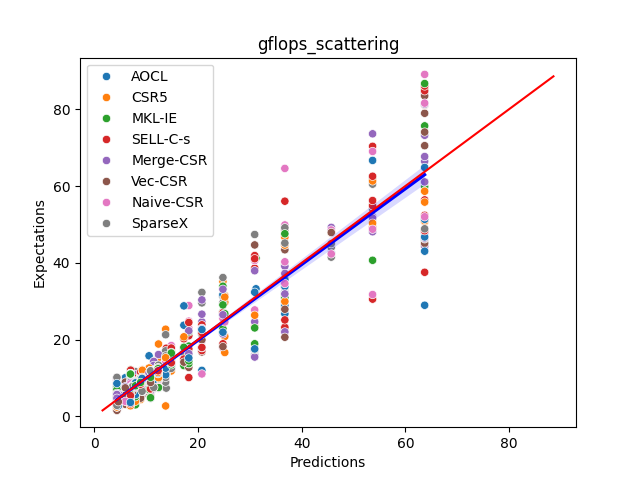 gflops_scattering
AOCL
CSR5
MKL-IE
SELL-C-s
Merge-CSR
Vec-CSR
Naive-CSR
SparseX
Expectations
80
60
40
20
0
0 20 40 60 80
Predictions